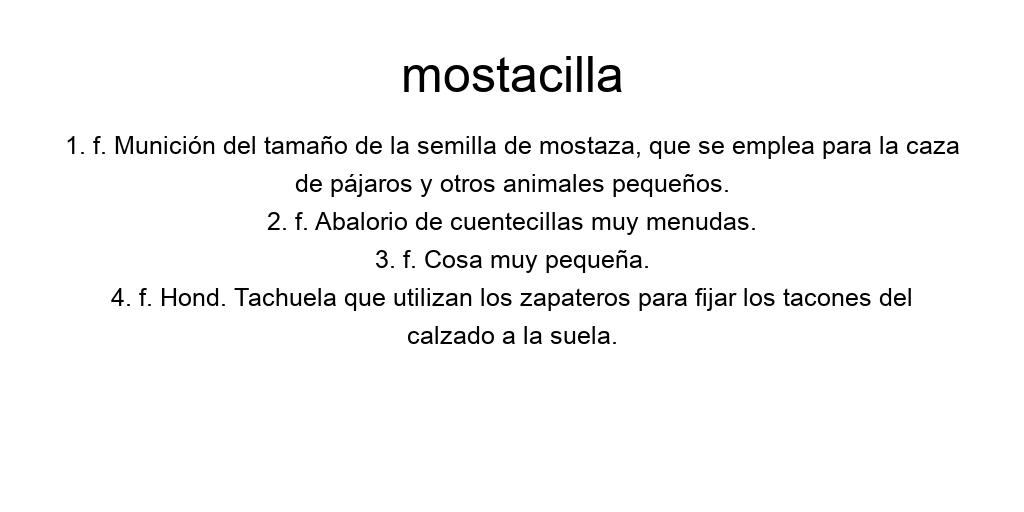 mostacilla
1. f. Munición del tamaño de la semilla de mostaza, que se emplea para la caza
de pájaros y otros animales pequeños.
2. f. Abalorio de cuentecillas muy menudas.
3. f. Cosa muy pequeña.
4. f. Hond. Tachuela que utilizan los zapateros para fijar los tacones del
calzado a la suela.